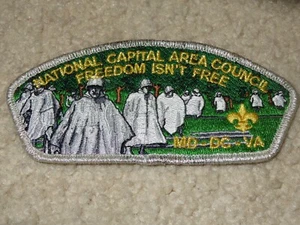 NATIONAL CAPITAL AREA COUNCIL
FREEDOM ISN'T FREE
MD-DC-VA